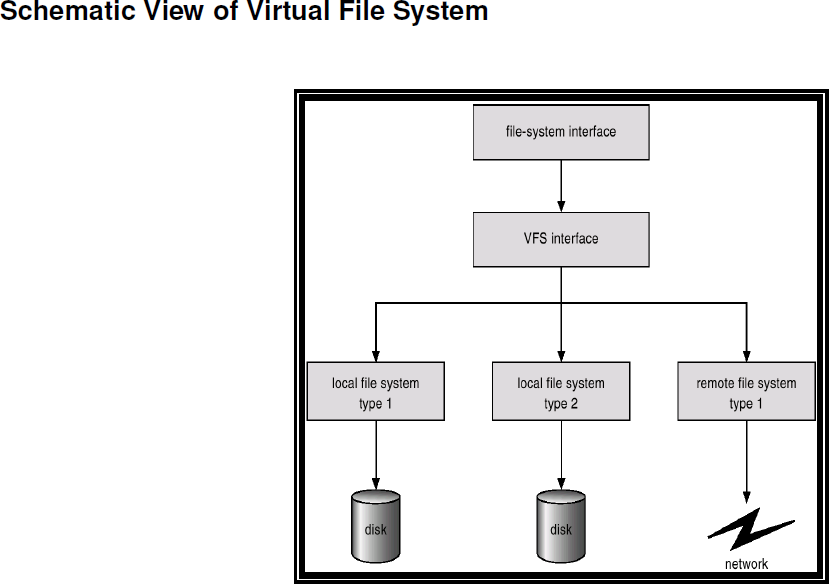 Schematic View of Virtual File System
file-system interface
VFS interface
local file system
type 1
local file system
type 2
remote file system
type 1
disk
disk
network